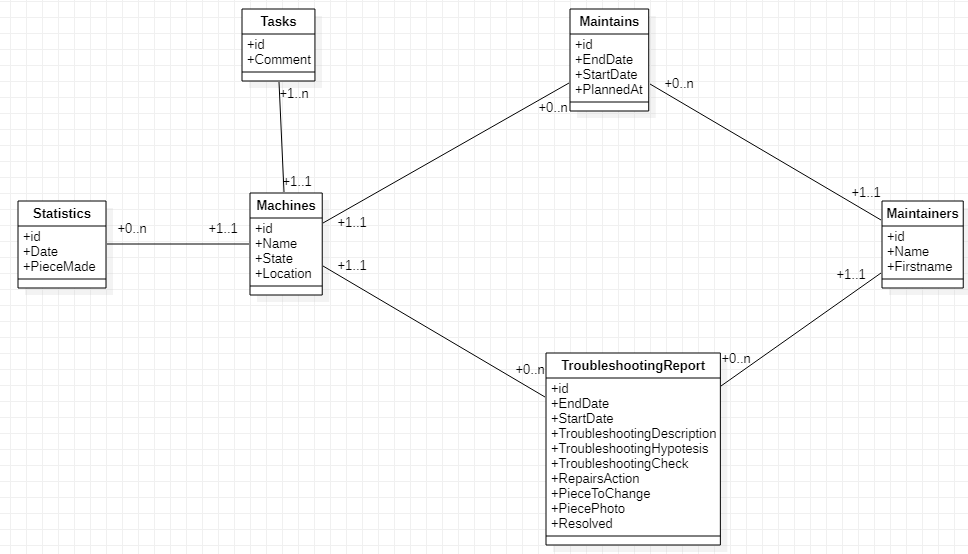 Tasks
+id
+Comment
+1..n
+1..1
Maintains
+id
+EndDate
+StartDate
+PlannedAt
+0..n
+0..n
Statistics
+id
+Date
+PieceMade
+0..n
+1..1
Machines
+id
+Name
+State
+Location
+1..1
+1..1
+1..1
Maintainers
+id
+Name
+Firstname
+1..1
+0..n
+0..n
TroubleshootingReport
+id
+EndDate
+StartDate
+TroubleshootingDescription
+TroubleshootingHypotesis
+TroubleshootingCheck
+RepairsAction
+PieceToChange
+PiecePhoto
+Resolved